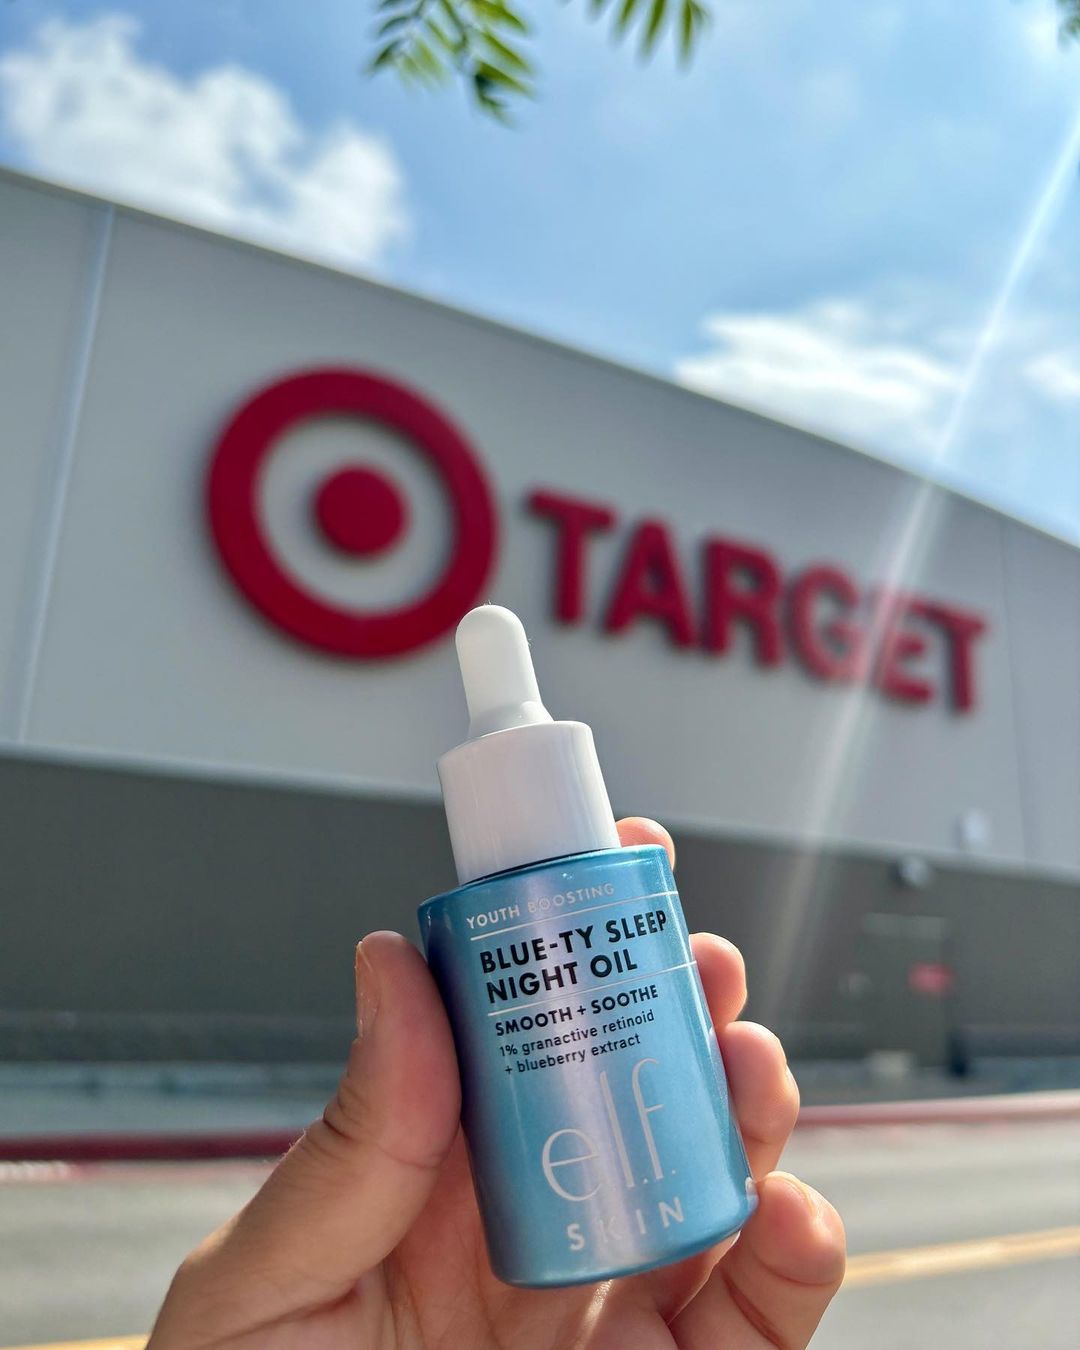 TARGET
YOUTH BOOSTING
BLUE-TY SLEEP
NIGHT OIL
SMOOTH + SOOTHE
1% granactive retinoid
+ blueberry extract
e.l.f.
SKIN